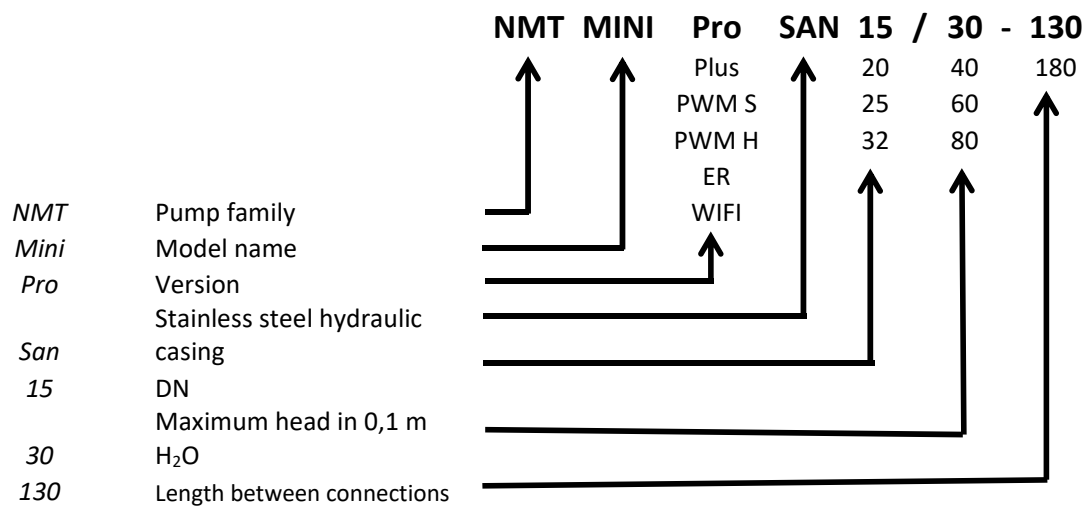 NMT MINI Pro SAN 15 / 30 - 130
Plus 20 40 180
PWM S 25 60
PWM H 32 80
ER
NMT Pump family WIFI
Mini Model name
Pro Version
Stainless steel hydraulic
San casing
15 DN
Maximum head in 0,1 m
30 H₂O
130 Length between connections